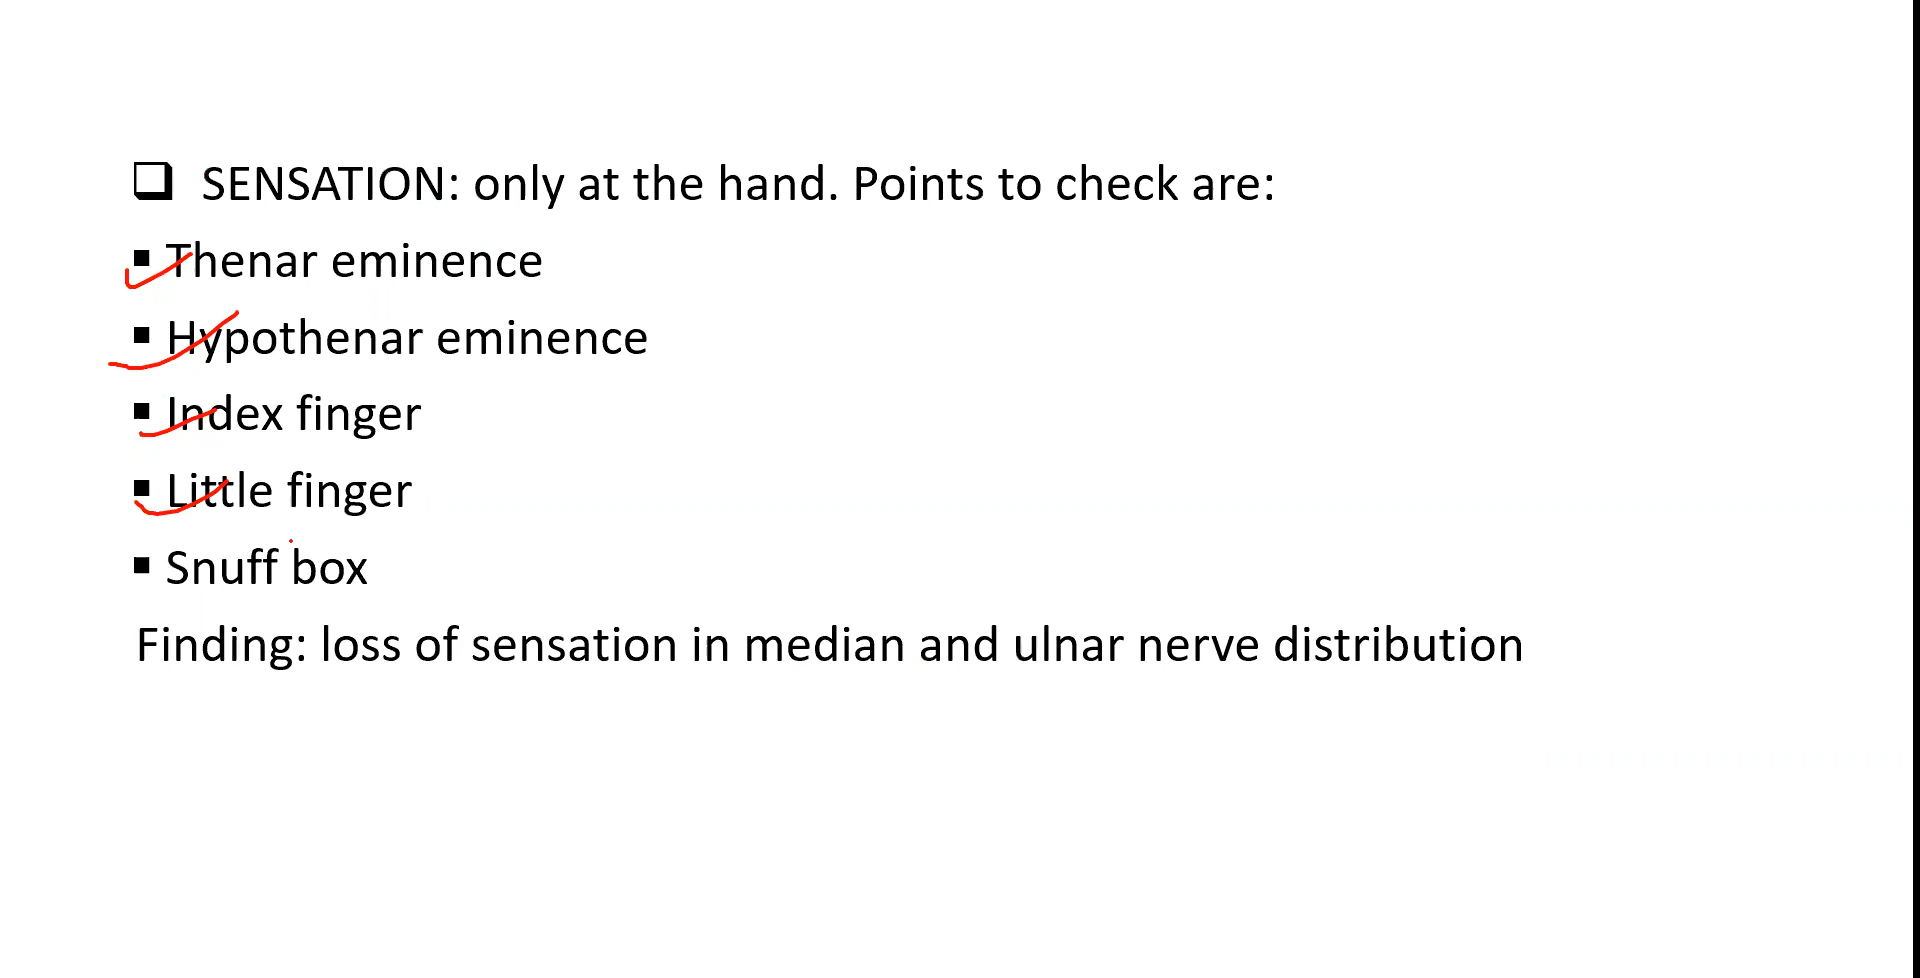 ❑ SENSATION: only at the hand. Points to check are:
▪ Thenar eminence
▪ Hypothenar eminence
▪ Index finger
▪ Little finger
▪ Snuff box
Finding: loss of sensation in median and ulnar nerve distribution